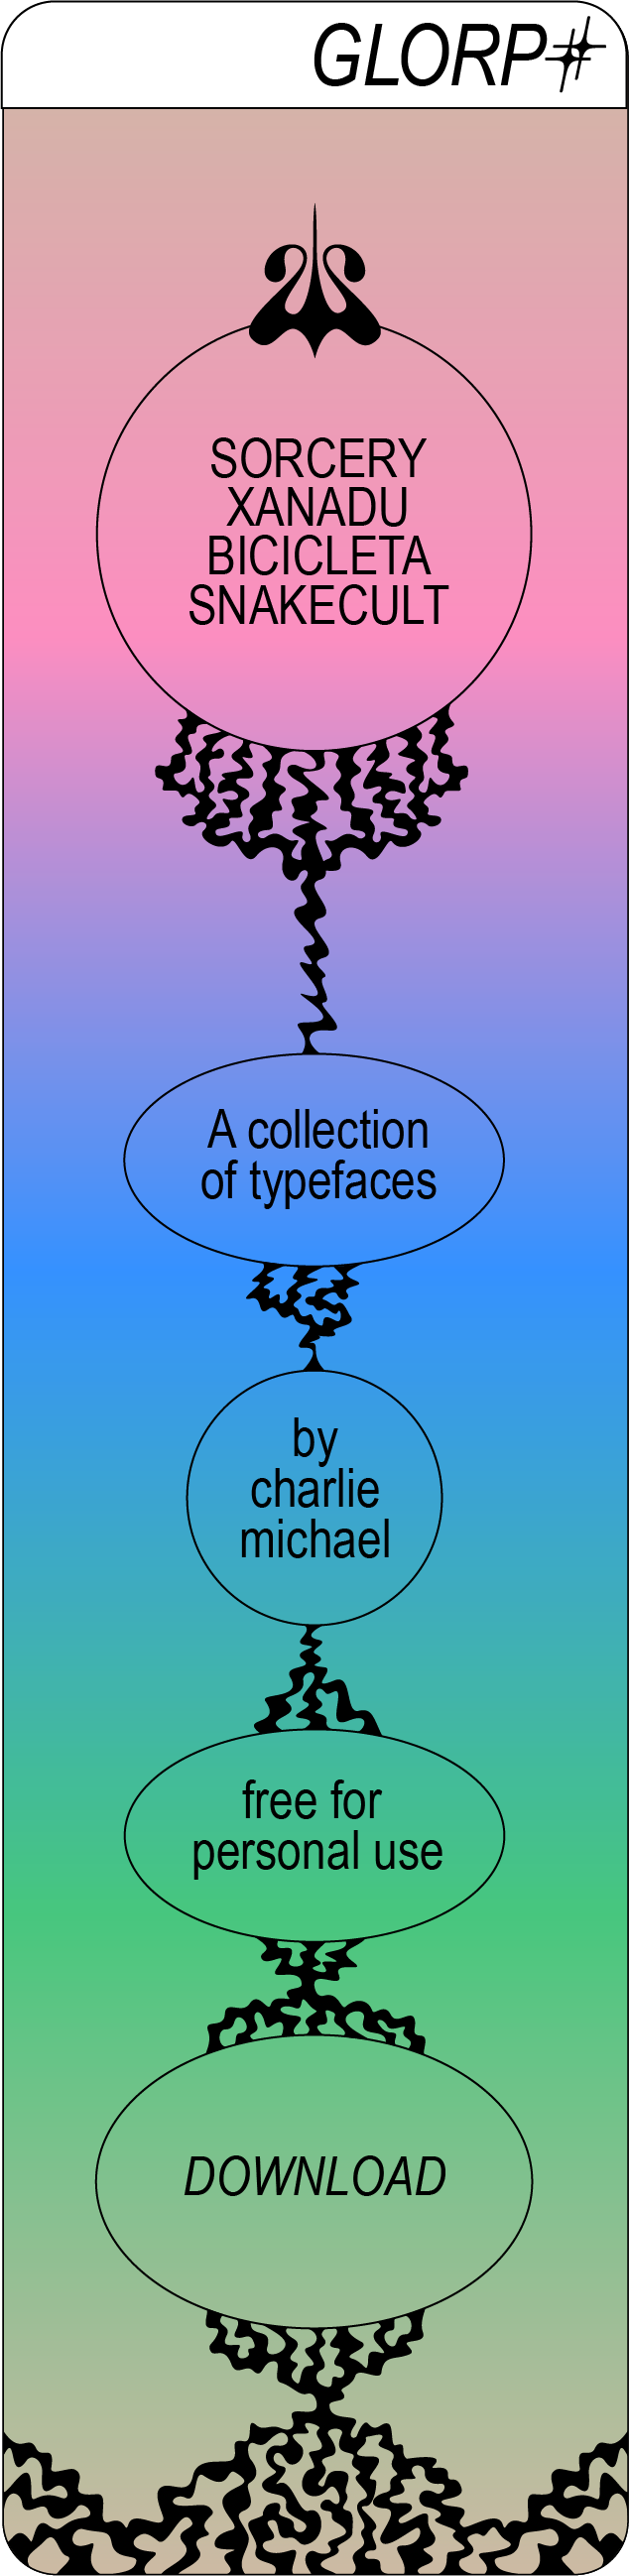 GLORP
SORCERY
XANADU
BICICLETA
SNAKECULT
A collection
of typefaces
by
charlie
michael
free for
personal use
DOWNLOAD